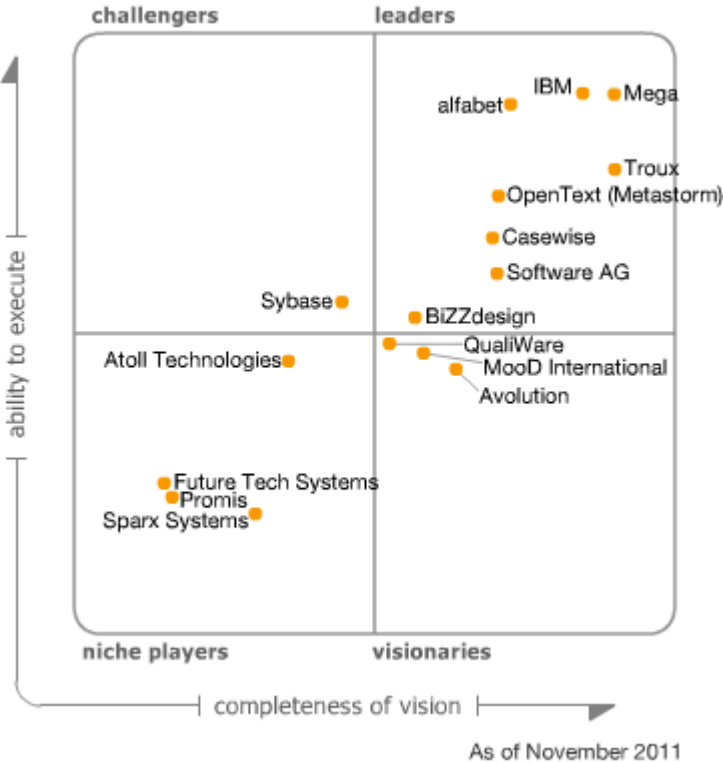 challengers
leaders
IBM
Mega
alfabet
Troux
OpenText (Metastorm)
Casewise
Software AG
Sybase
BiZZdesign
QualiWare
Atoll Technologies
MooD International
Avolution
Future Tech Systems
Promis
Sparx Systems
niche players
visionaries
ability to execute
completeness of vision
As of November 2011